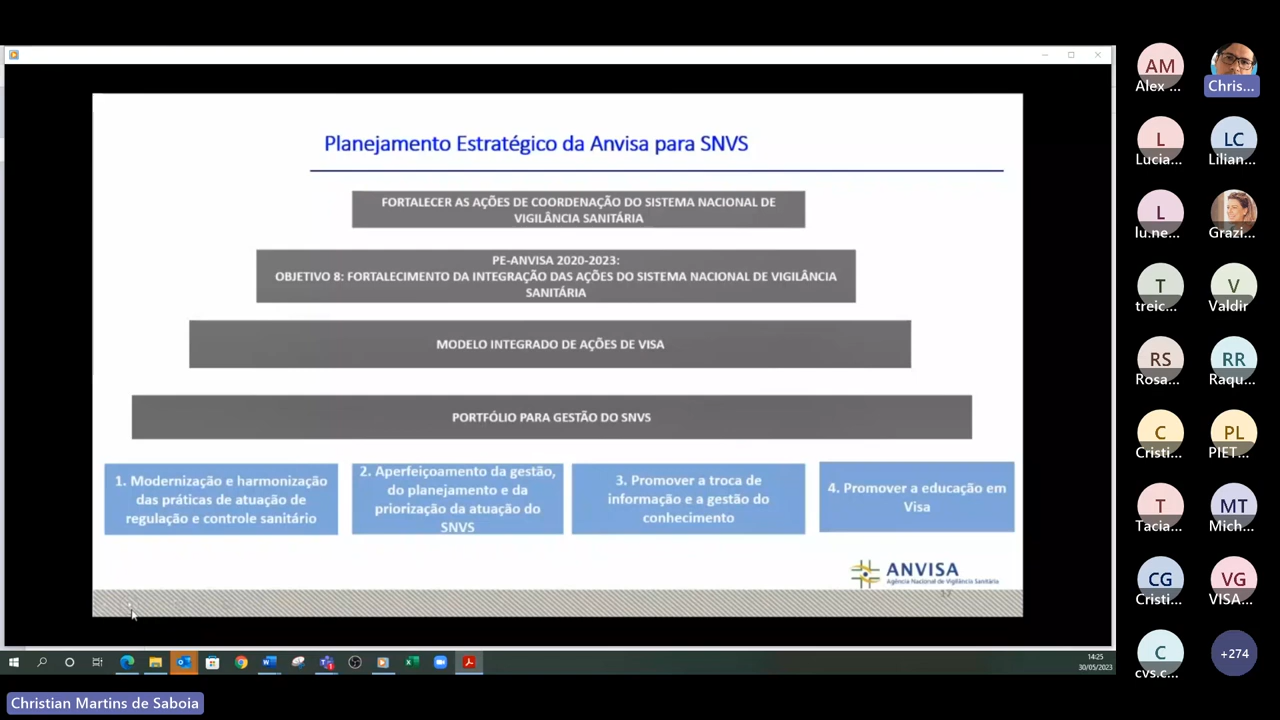 Planejamento Estratégico da Anvisa para SNVS
FORTALECER AS AÇÕES DE COORDENAÇÃO DO SISTEMA NACIONAL DE
VIGILÂNCIA SANITÁRIA
PE-ANVISA 2020-2023:
OBJETIVO 8: FORTALECIMENTO DA INTEGRAÇÃO DAS AÇÕES DO SISTEMA NACIONAL DE VIGILÂNCIA
SANITÁRIA
MODELO INTEGRADO DE AÇÕES DE VISA
PORTFÓLIO PARA GESTÃO DO SNVS
1. Modernização e harmonização
das práticas de atuação de
regulação e controle sanitário
2. Aperfeiçoamento da gestão,
do planejamento e da
priorização da atuação do
SNVS
3. Promover a troca de
informação e a gestão do
conhecimento
4. Promover a educação em
Visa
ANVISA
Agência Nacional de Vigilância Sanitária
17
14:25
30/05/2023
Christian Martins de Saboia
AM
Alex ...
Chris...
L
Lucia...
LC
Lilian...
L
lu.ne...
Grazi...
T
treic...
V
Valdir
RS
Rosa...
RR
Raqu...
C
Cristi...
PL
PIET...
T
Tacia...
MT
Mich...
CG
Cristi...
VG
VISA...
C
cvs.c...
+274